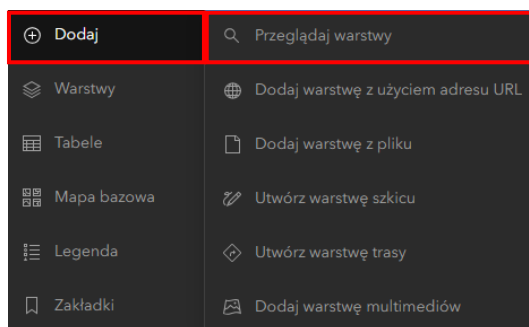 Dodaj
Warstwy
Tabele
Mapa bazowa
Legenda
Zakładki
Przeglądaj warstwy
Dodaj warstwę z użyciem adresu URL
Dodaj warstwę z pliku
Utwórz warstwę szkicu
Utwórz warstwę trasy
Dodaj warstwę multimediów